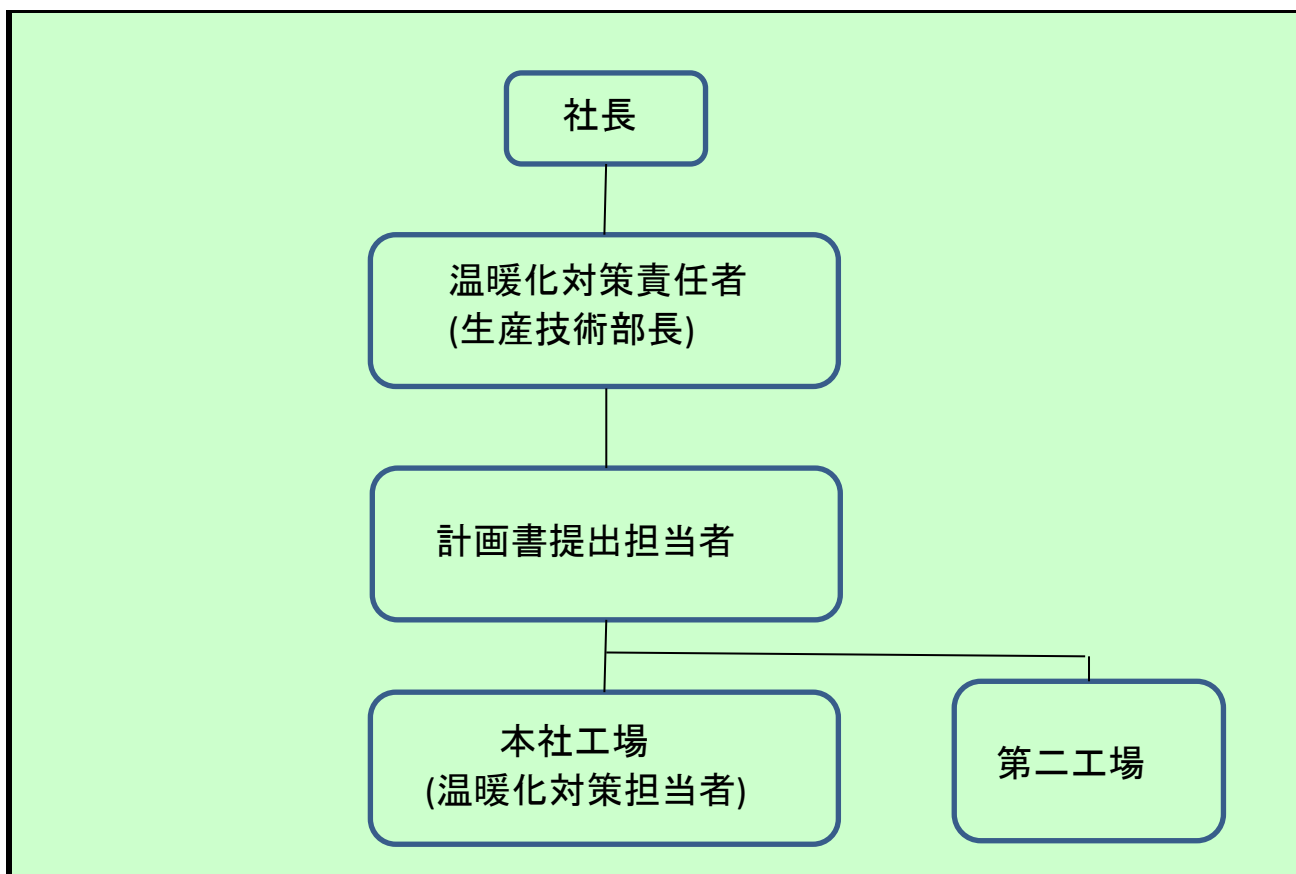 社長
温暖化対策責任者
(生産技術部長)
計画書提出担当者
本社工場
(温暖化対策担当者)
第二工場